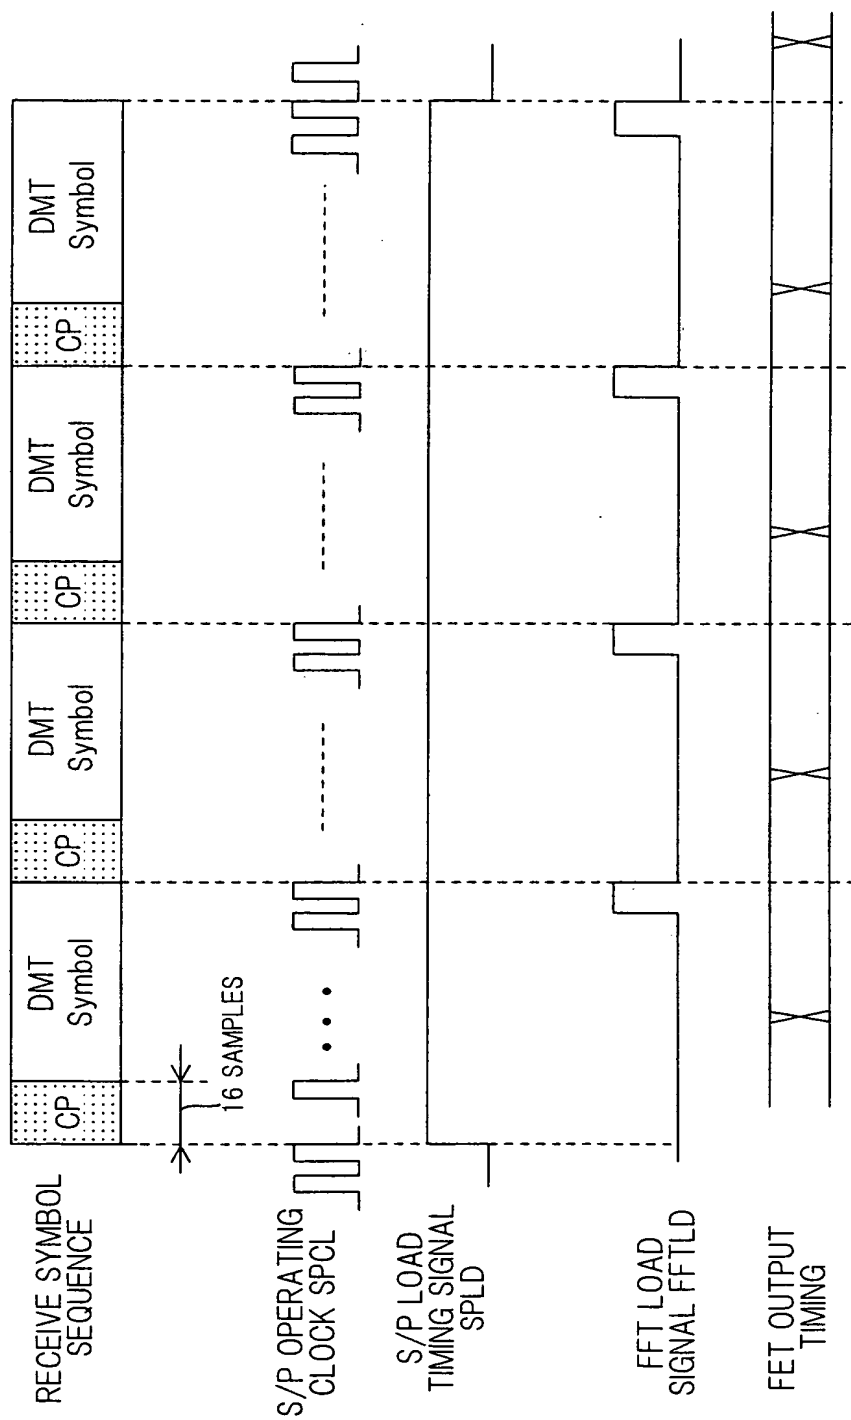 RECEIVE SYMBOL
SEQUENCE
CP
DMT
Symbol
CP
DMT
Symbol
CP
DMT
Symbol
CP
DMT
Symbol
16 SAMPLES
S/P OPERATING
CLOCK SPCL
S/P LOAD
TIMING SIGNAL
SPLD
FFT LOAD
SIGNAL FFTLD
FET OUTPUT
TIMING